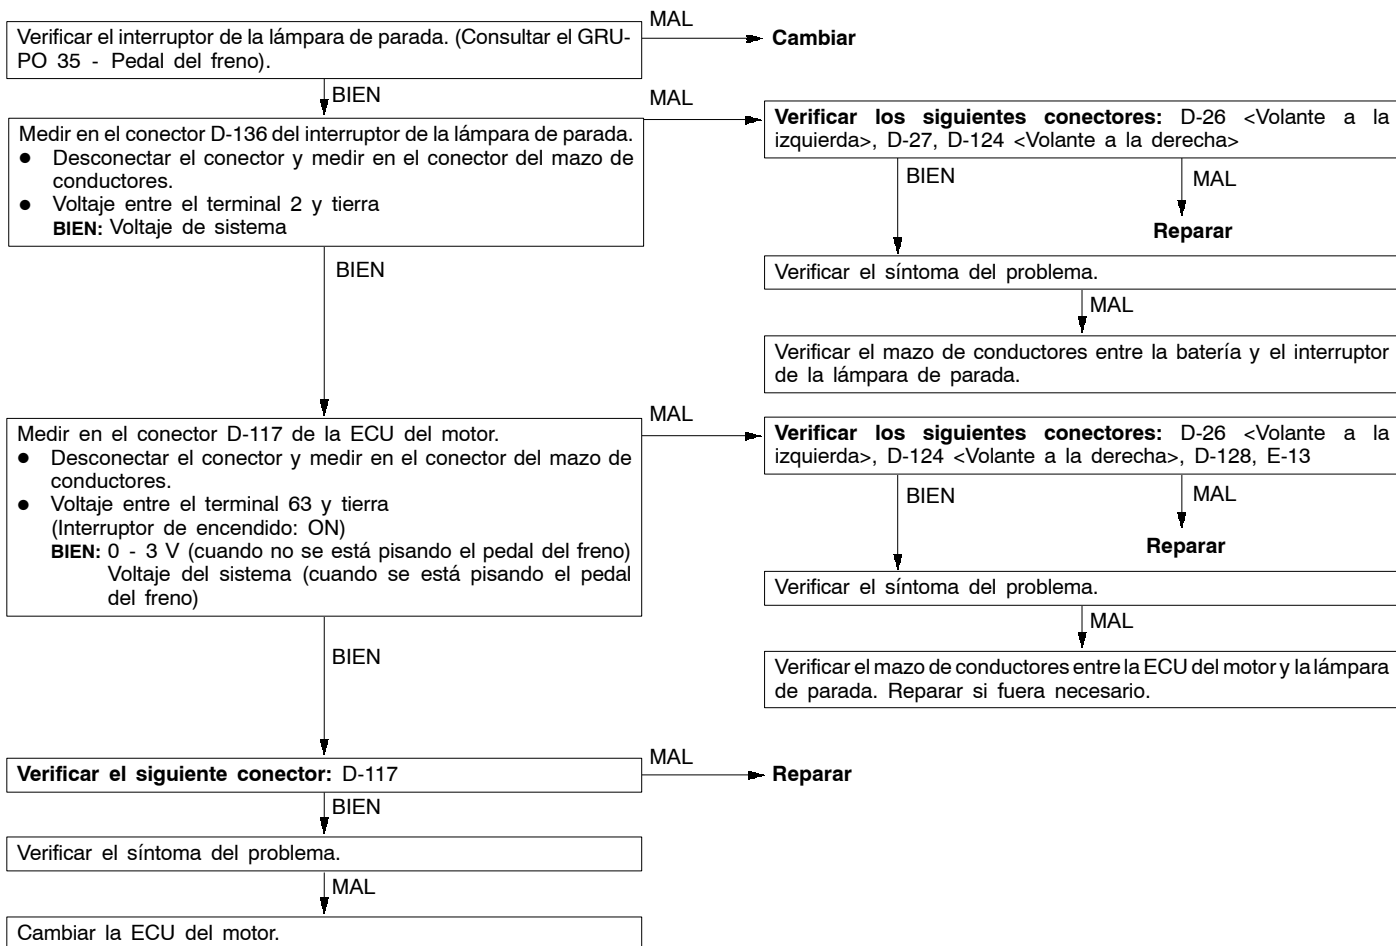 Verificar el interruptor de la lámpara de parada. (Consultar el GRU-
PO 35 - Pedal del freno).
MAL
Cambiar
BIEN
Medir en el conector D-136 del interruptor de la lámpara de parada.
● Desconectar el conector y medir en el conector del mazo de
conductores.
● Voltaje entre el terminal 2 y tierra
BIEN: Voltaje de sistema
MAL
Verificar los siguientes conectores: D-26 <Volante a la
izquierda>, D-27, D-124 <Volante a la derecha>
BIEN
MAL
Reparar
Verificar el síntoma del problema.
MAL
Verificar el mazo de conductores entre la batería y el interruptor
de la lámpara de parada.
BIEN
Medir en el conector D-117 de la ECU del motor.
● Desconectar el conector y medir en el conector del mazo de
conductores.
● Voltaje entre el terminal 63 y tierra
(Interruptor de encendido: ON)
BIEN: 0 - 3 V (cuando no se está pisando el pedal del freno)
Voltaje del sistema (cuando se está pisando el pedal
del freno)
MAL
Verificar los siguientes conectores: D-26 <Volante a la
izquierda>, D-124 <Volante a la derecha>, D-128, E-13
BIEN
MAL
Reparar
Verificar el síntoma del problema.
MAL
Verificar el mazo de conductores entre la ECU del motor y la lámpara
de parada. Reparar si fuera necesario.
BIEN
Verificar el siguiente conector: D-117
MAL
Reparar
BIEN
Verificar el síntoma del problema.
MAL
Cambiar la ECU del motor.